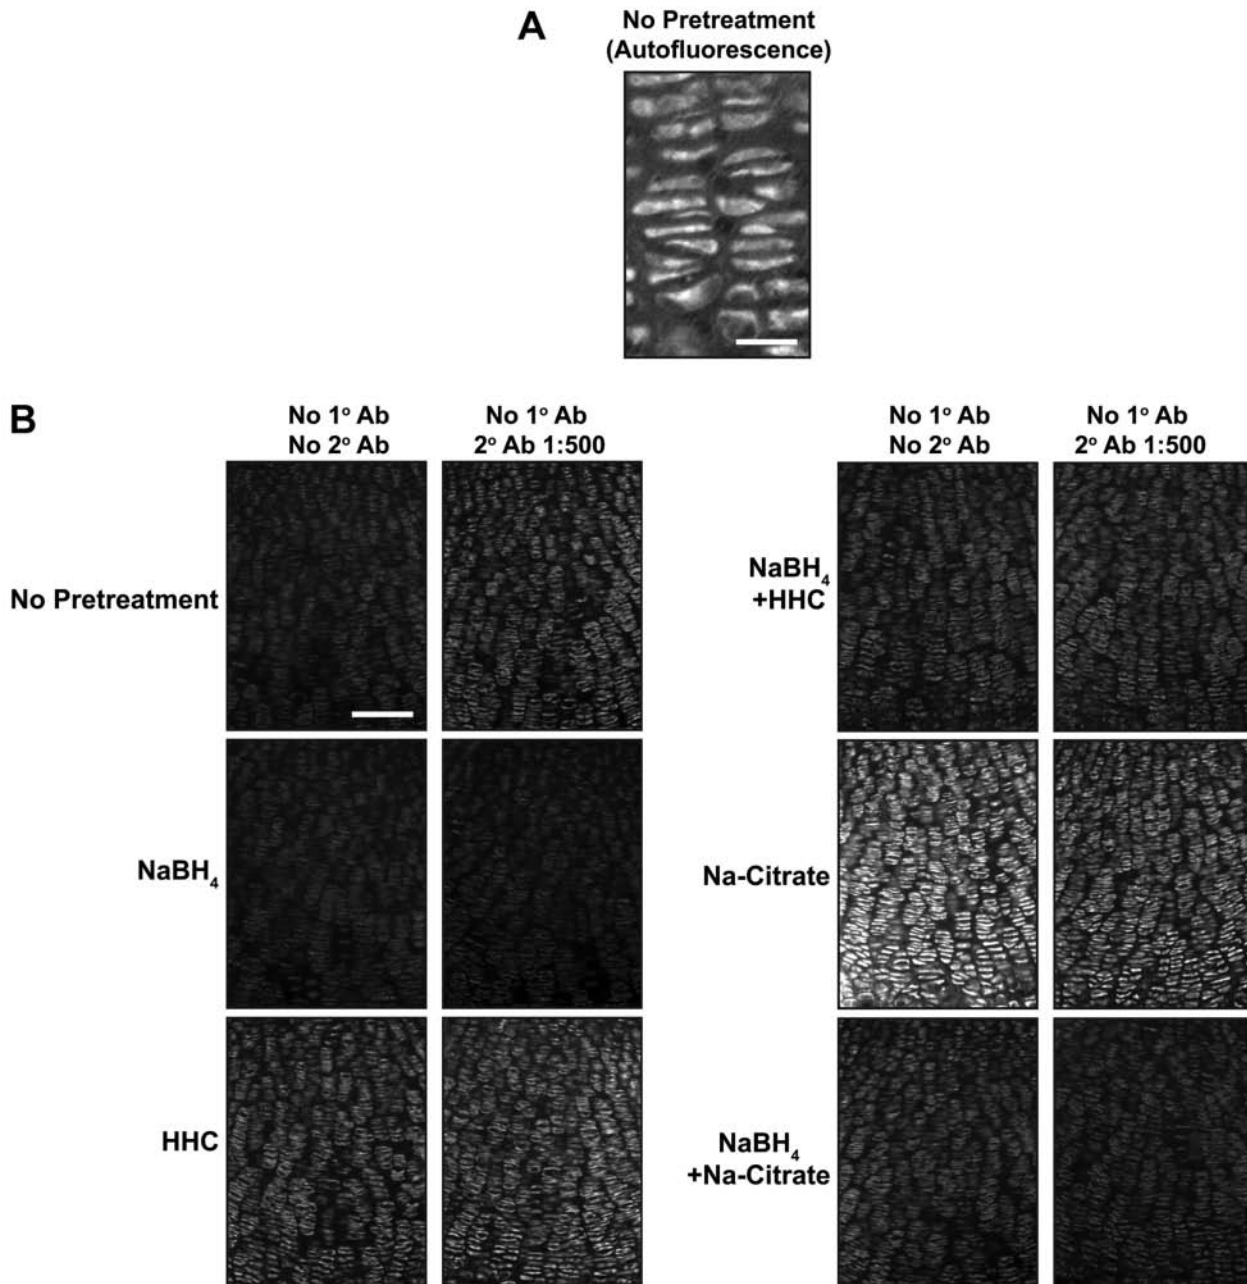 A
No Pretreatment
(Autofluorescence)
B
No 1° Ab
No 2° Ab
No 1° Ab
2° Ab 1:500
No 1° Ab
No 2° Ab
No 1° Ab
2° Ab 1:500
No Pretreatment
NaBH₄
HHC
NaBH₄
+HHC
Na-Citrate
NaBH₄
+Na-Citrate